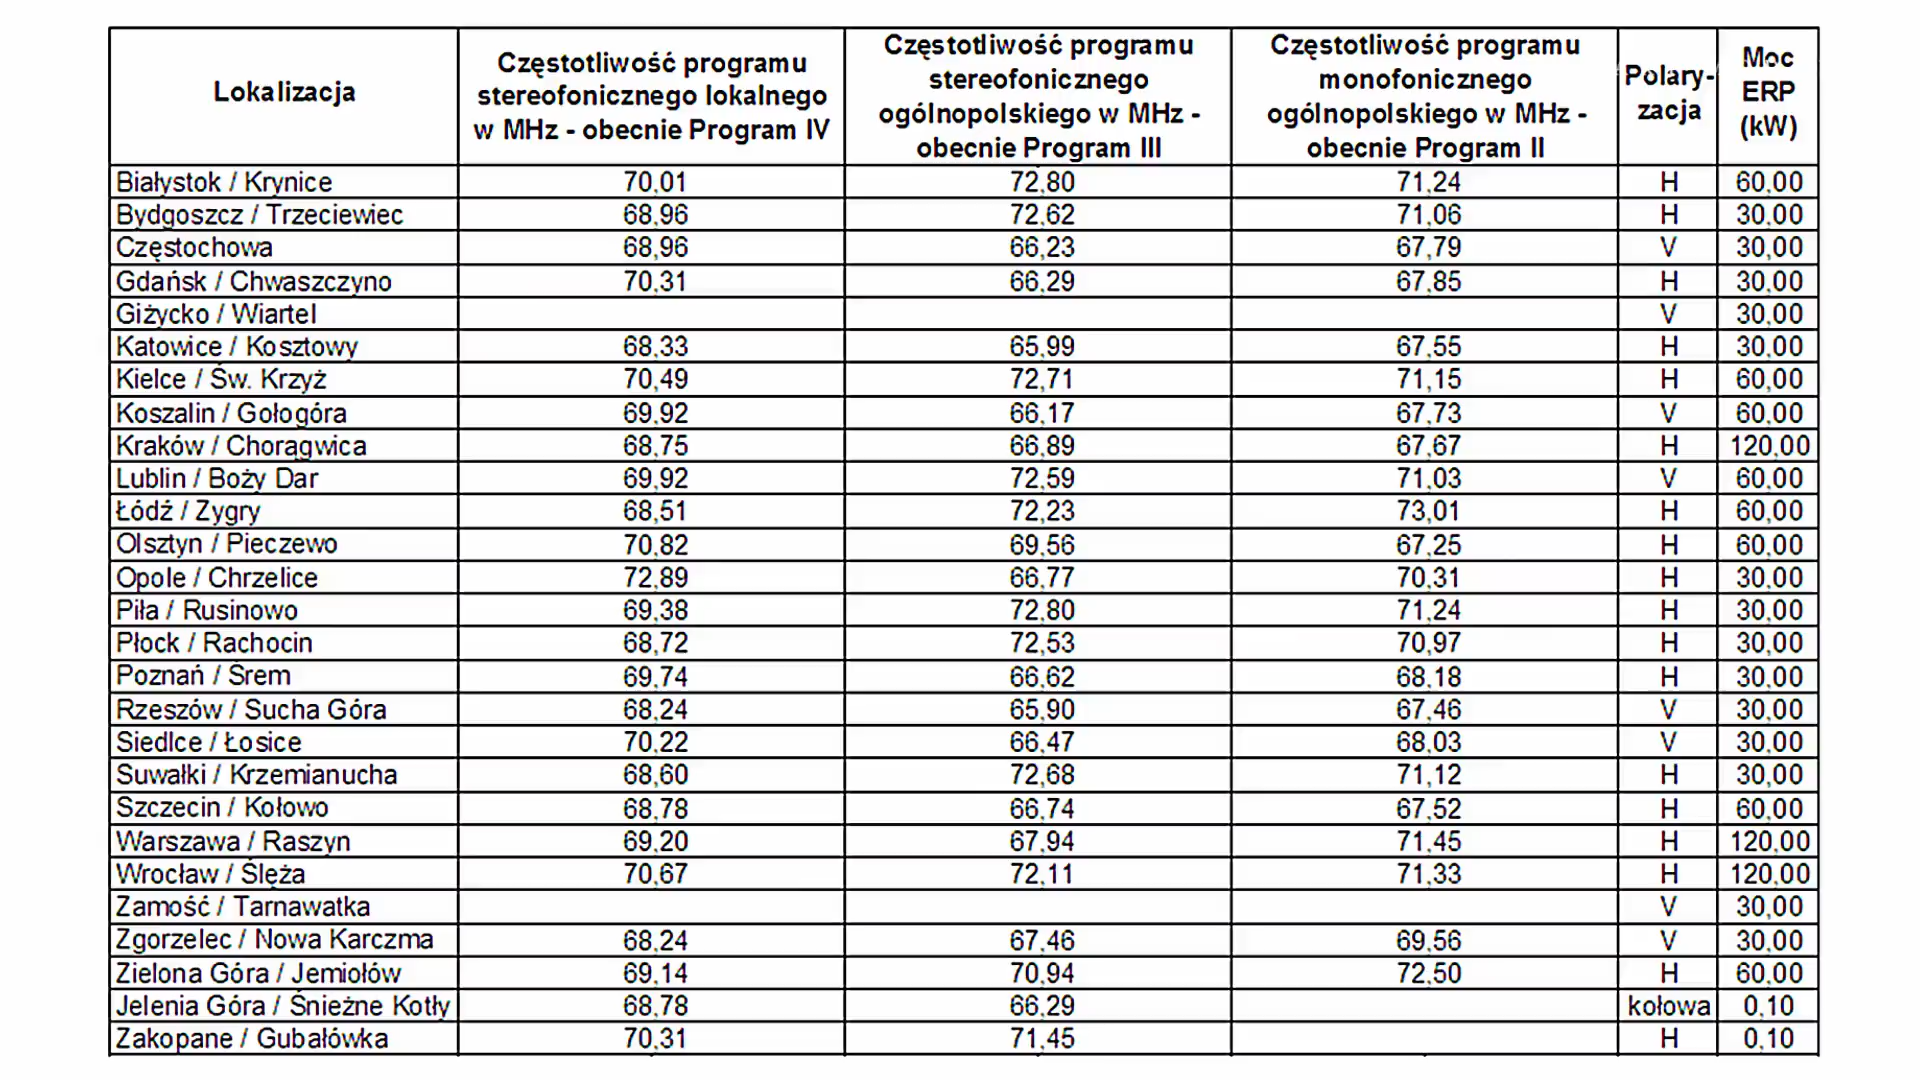 Lokalizacja
Częstotliwość programu
stereofonicznego lokalnego
w MHz - obecnie Program IV
Częstotliwość programu
stereofonicznego
ogólnopolskiego w MHz -
obecnie Program III
Częstotliwość programu
monofonicznego
ogólnopolskiego w MHz -
obecnie Program II
Polary-
zacja
Moc
ERP
(kW)
Białystok / Krynice 70,01 72,80 71,24 H 60,00
Bydgoszcz / Trzeciewiec 68,96 72,62 71,06 H 30,00
Częstochowa 68,96 66,23 67,79 V 30,00
Gdańsk / Chwaszczyno 70,31 66,29 67,85 H 30,00
Giżycko / Wiartel V 30,00
Katowice / Kosztowy 68,33 65,99 67,55 H 30,00
Kielce / Św. Krzyż 70,49 72,71 71,15 H 60,00
Koszalin / Gołogóra 69,92 66,17 67,73 V 60,00
Kraków / Chorągwica 68,75 66,89 67,67 H 120,00
Lublin / Boży Dar 69,92 72,59 71,03 V 60,00
Łódź / Zygry 68,51 72,23 73,01 H 60,00
Olsztyn / Pieczewo 70,82 69,56 67,25 H 60,00
Opole / Chrzelice 72,89 66,77 70,31 H 30,00
Piła / Rusinowo 69,38 72,80 71,24 H 30,00
Płock / Rachocin 68,72 72,53 70,97 H 30,00
Poznań / Śrem 69,74 66,62 68,18 H 30,00
Rzeszów / Sucha Góra 68,24 65,90 67,46 V 30,00
Siedlce / Łosice 70,22 66,47 68,03 V 30,00
Suwałki / Krzemianucha 68,60 72,68 71,12 H 30,00
Szczecin / Kołowo 68,78 66,74 67,52 H 60,00
Warszawa / Raszyn 69,20 67,94 71,45 H 120,00
Wrocław / Ślęża 70,67 72,11 71,33 H 120,00
Zamość / Tarnawatka V 30,00
Zgorzelec / Nowa Karczma 68,24 67,46 69,56 V 30,00
Zielona Góra / Jemiołów 69,14 70,94 72,50 H 60,00
Jelenia Góra / Śnieżne Kotły 68,78 66,29 kołowa 0,10
Zakopane / Gubałówka 70,31 71,45 H 0,10